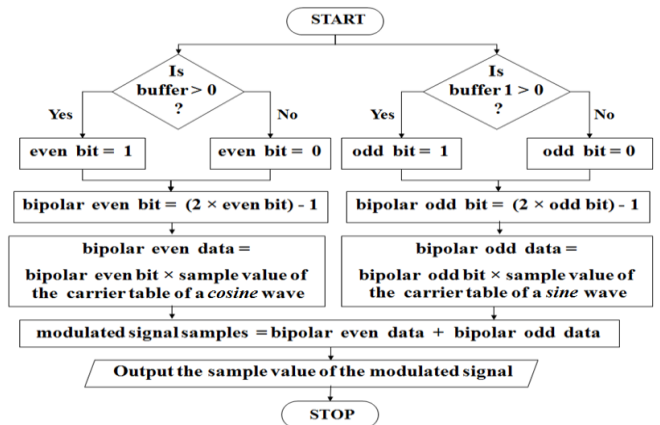 START
Is
buffer > 0
?
Yes
No
even bit = 1
even bit = 0
bipolar even bit = (2 × even bit) - 1
bipolar even data =
bipolar even bit × sample value of
the carrier table of a cosine wave
Is
buffer 1 > 0
?
Yes
No
odd bit = 1
odd bit = 0
bipolar odd bit = (2 × odd bit) - 1
bipolar odd data =
bipolar odd bit × sample value of
the carrier table of a sine wave
modulated signal samples = bipolar even data + bipolar odd data
Output the sample value of the modulated signal
STOP